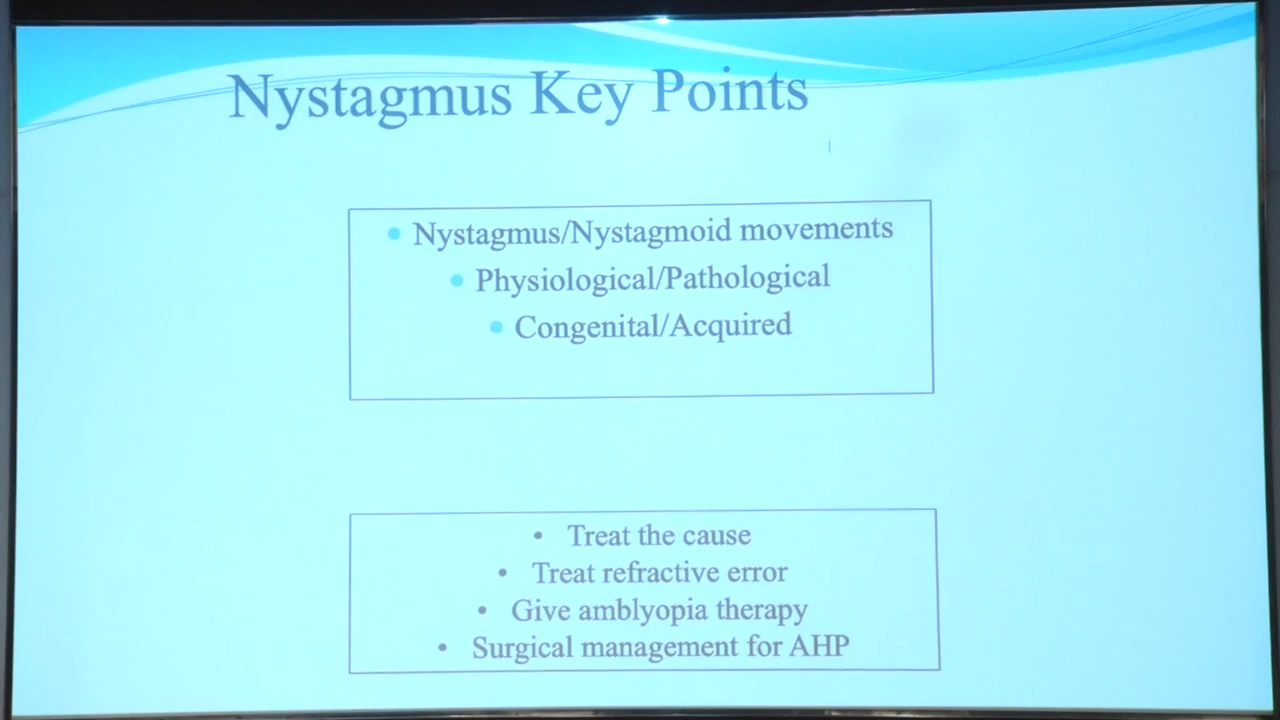 Nystagmus Key Points
• Nystagmus/Nystagmoid movements
• Physiological/Pathological
• Congenital/Acquired
• Treat the cause
• Treat refractive error
• Give amblyopia therapy
• Surgical management for AHP